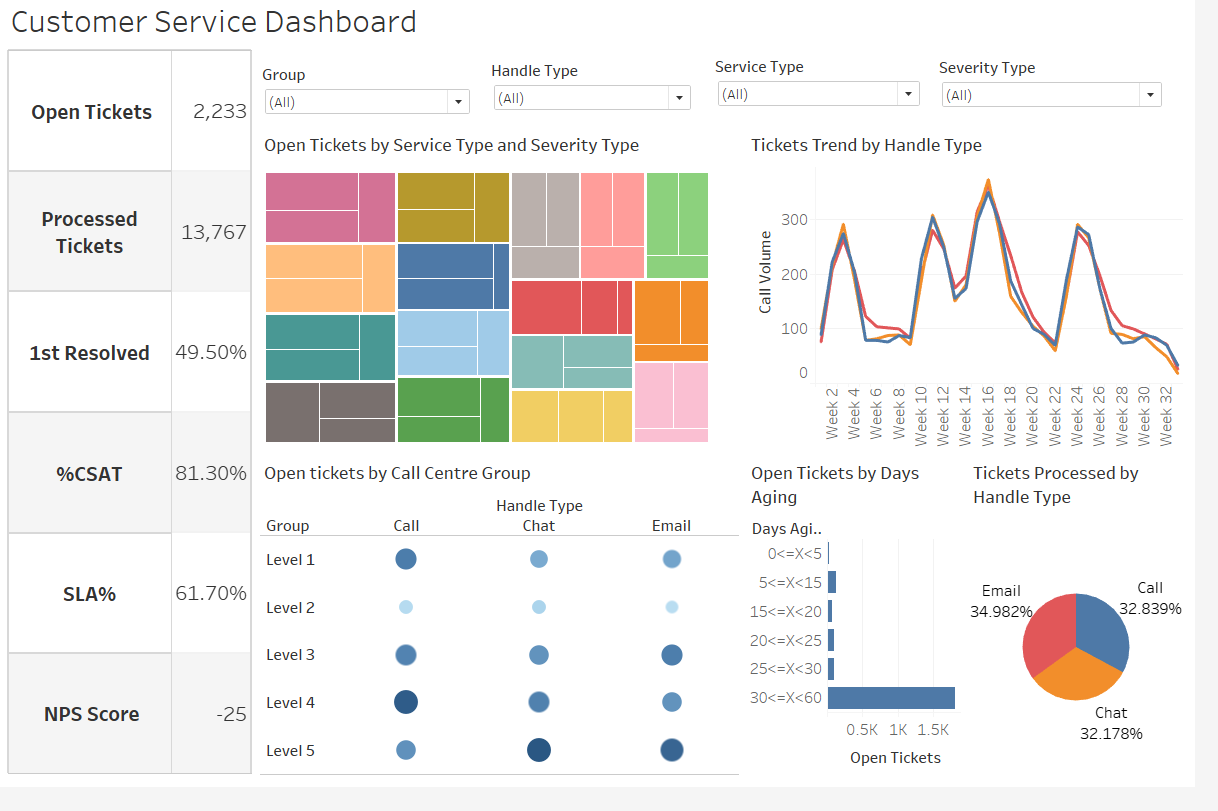 Customer Service Dashboard
Open Tickets
2,233
Processed
Tickets
13,767
1st Resolved
49.50%
%CSAT
81.30%
SLA%
61.70%
NPS Score
-25
Group
(All)
Handle Type
(All)
Service Type
(All)
Severity Type
(All)
Open Tickets by Service Type and Severity Type
Tickets Trend by Handle Type
Call Volume
300
200
100
0
Week 2
Week 4
Week 6
Week 8
Week 10
Week 12
Week 14
Week 16
Week 18
Week 20
Week 22
Week 24
Week 26
Week 28
Week 30
Week 32
Open tickets by Call Centre Group
Handle Type
Group Call Chat Email
Level 1
Level 2
Level 3
Level 4
Level 5
Open Tickets by Days
Aging
Days Agi..
0<=X<5
5<=X<15
15<=X<20
20<=X<25
25<=X<30
30<=X<60
0.5K 1K 1.5K
Open Tickets
Tickets Processed by
Handle Type
Email
34.982%
Call
32.839%
Chat
32.178%